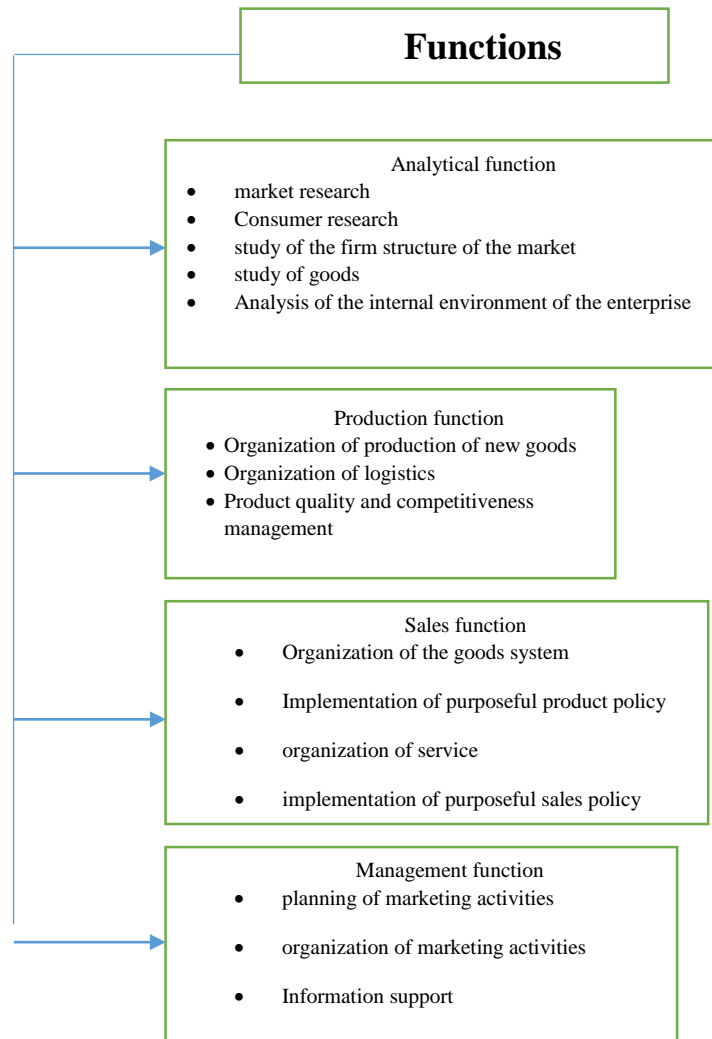 Functions
Analytical function
• market research
• Consumer research
• study of the firm structure of the market
• study of goods
• Analysis of the internal environment of the enterprise
Production function
• Organization of production of new goods
• Organization of logistics
• Product quality and competitiveness
management
Sales function
• Organization of the goods system
• Implementation of purposeful product policy
• organization of service
• implementation of purposeful sales policy
Management function
• planning of marketing activities
• organization of marketing activities
• Information support